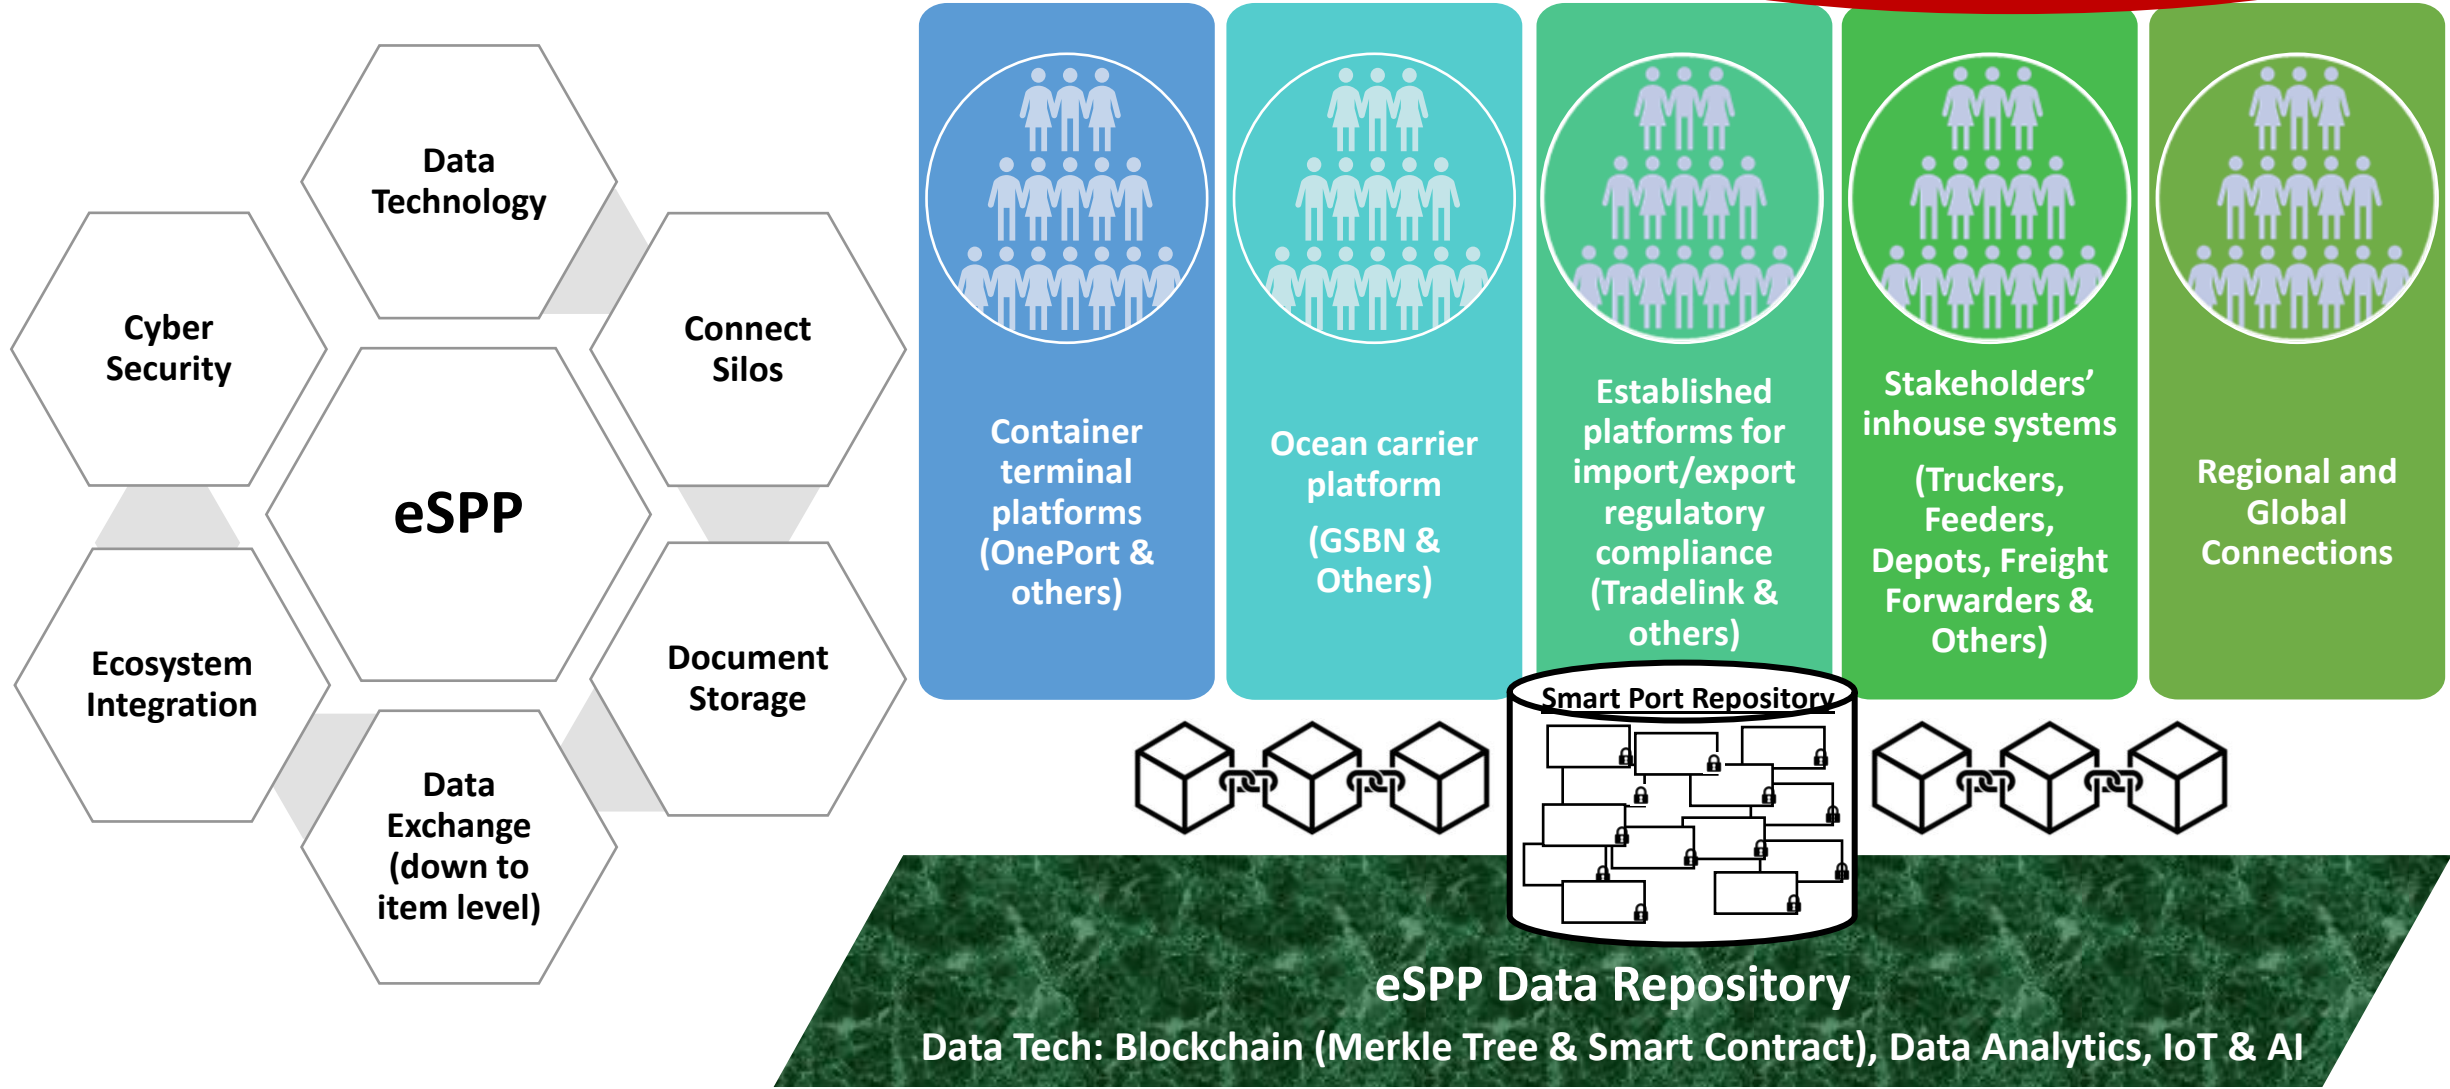 Data
Technology
Cyber
Security
Connect
Silos
eSPP
Ecosystem
Integration
Document
Storage
Data
Exchange
(down to
item level)
Container
terminal
platforms
(OnePort &
others)
Ocean carrier
platform
(GSBN &
Others)
Established
platforms for
import/export
regulatory
compliance
(Tradelink &
others)
Stakeholders’
inhouse systems
(Truckers,
Feeders,
Depots, Freight
Forwarders &
Others)
Regional and
Global
Connections
Smart Port Repository
eSPP Data Repository
Data Tech: Blockchain (Merkle Tree & Smart Contract), Data Analytics, IoT & AI